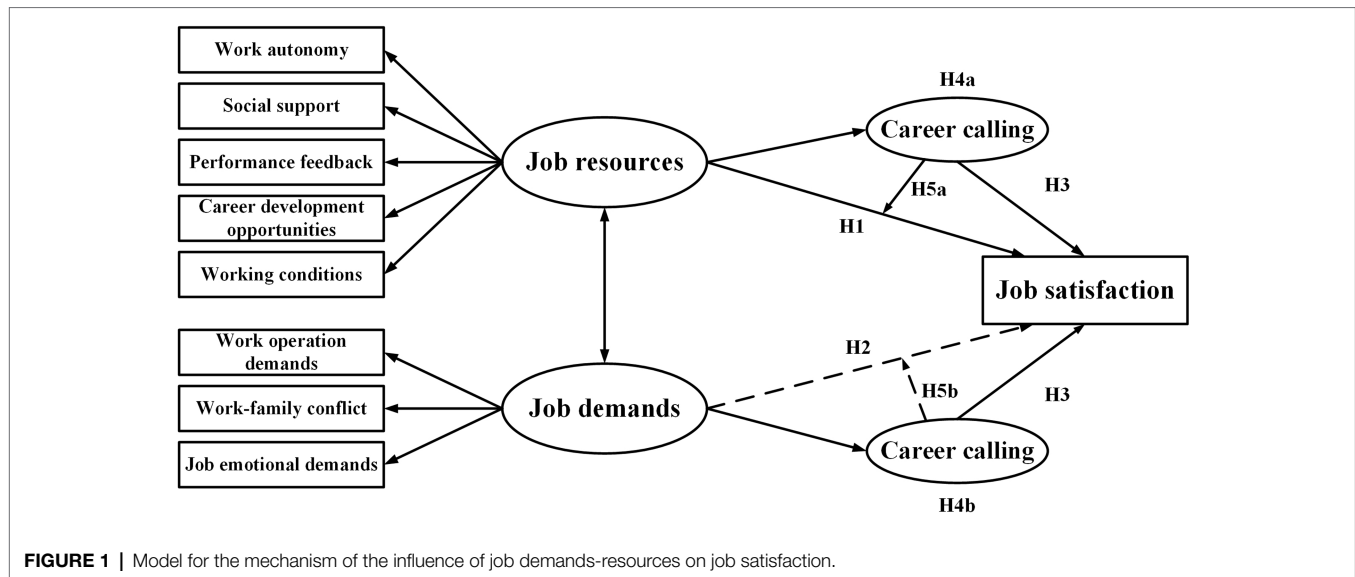 Work autonomy
Social support
Performance feedback
Career development
opportunities
Working conditions
Work operation
demands
Work-family conflict
Job emotional demands
Job resources
Job demands
H4a
Career calling
H5a
H3
H1
Job satisfaction
H2
H5b
H3
Career calling
H4b
FIGURE 1 | Model for the mechanism of the influence of job demands-resources on job satisfaction.